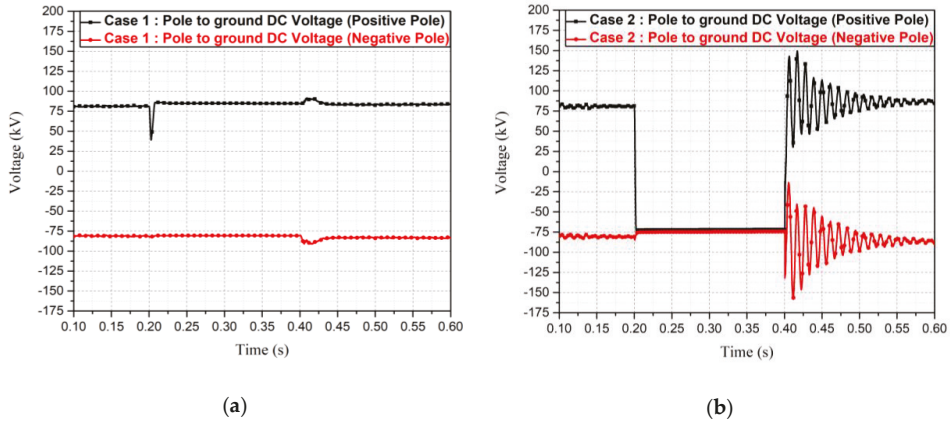 Case 1 : Pole to ground DC Voltage (Positive Pole)
Case 1 : Pole to ground DC Voltage (Negative Pole)
Voltage (kV)
200
175
150
125
100
75
50
25
0
-25
-50
-75
-100
-125
-150
-175
0.10 0.15 0.20 0.25 0.30 0.35 0.40 0.45 0.50 0.55 0.60
Time (s)
(a)
Case 2 : Pole to ground DC Voltage (Positive Pole)
Case 2 : Pole to ground DC Voltage (Negative Pole)
Voltage (kV)
200
175
150
125
100
75
50
25
0
-25
-50
-75
-100
-125
-150
-175
0.10 0.15 0.20 0.25 0.30 0.35 0.40 0.45 0.50 0.55 0.60
Time (s)
(b)